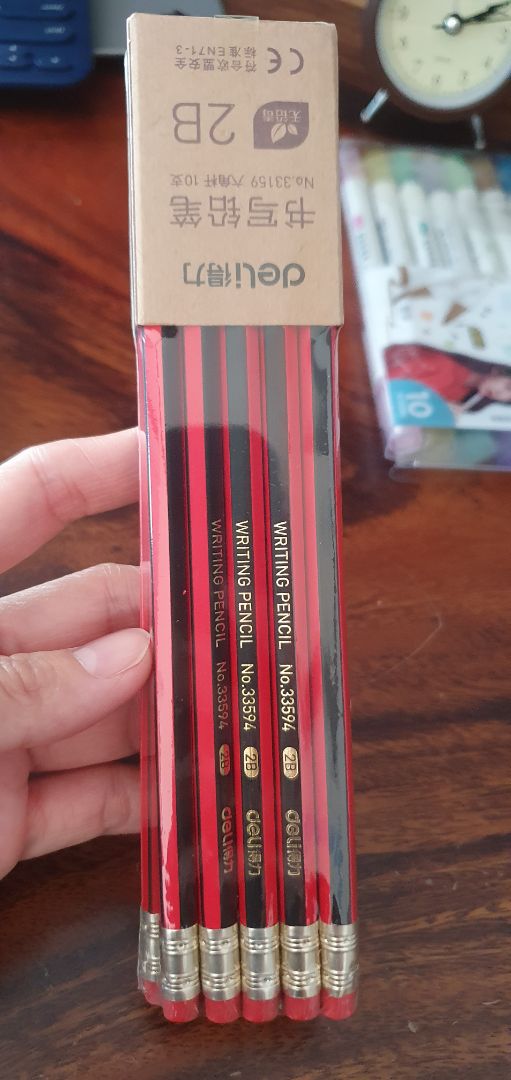 deli得力
书写铅笔
No.33159 六角杆 10支
无铅毒
2B
CE
符合欧盟安全
标准EN71-3
WRITING PENCIL No.33594 2B deli得力
WRITING PENCIL No.33594 2B deli得力
WRITING PENCIL No.33594 2B deli得力
10